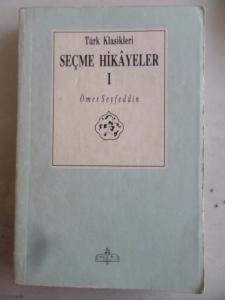 Türk Klasikleri
SEÇME HİKÂYELER
I
Ömer Seyfeddin